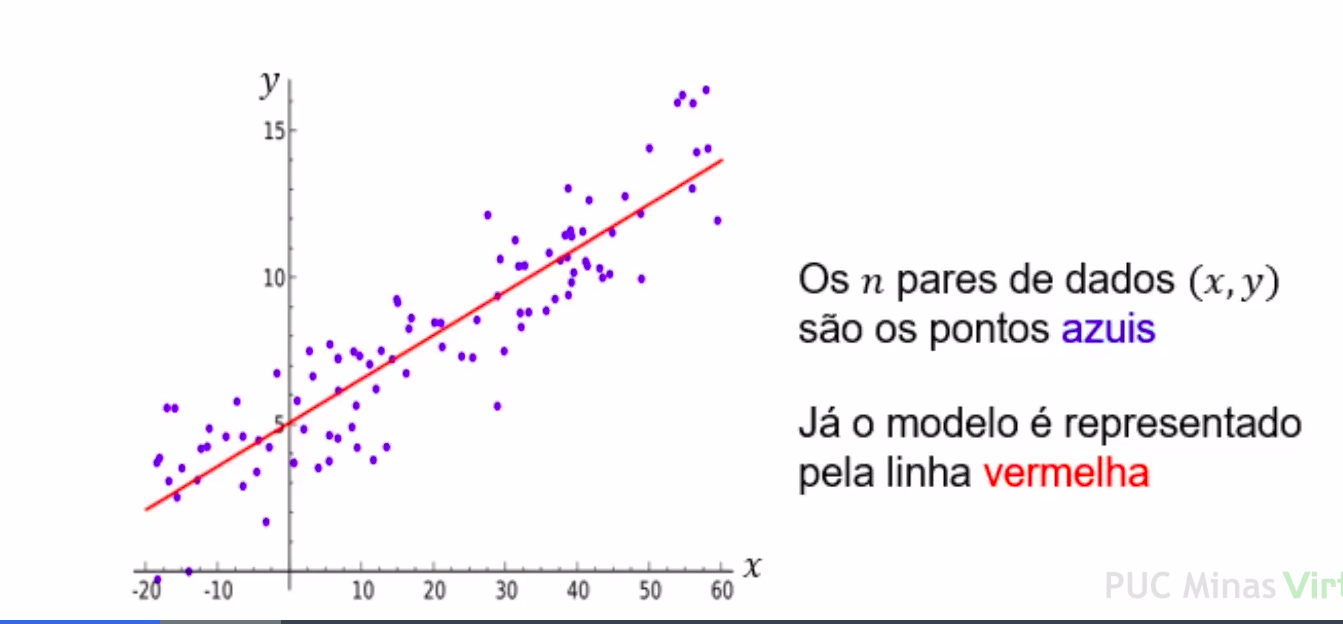 y
15
10
5
-20 -10 10 20 30 40 50 60 x
Os n pares de dados (x, y)
são os pontos azuis
Já o modelo é representado
pela linha vermelha
PUC Minas Virt